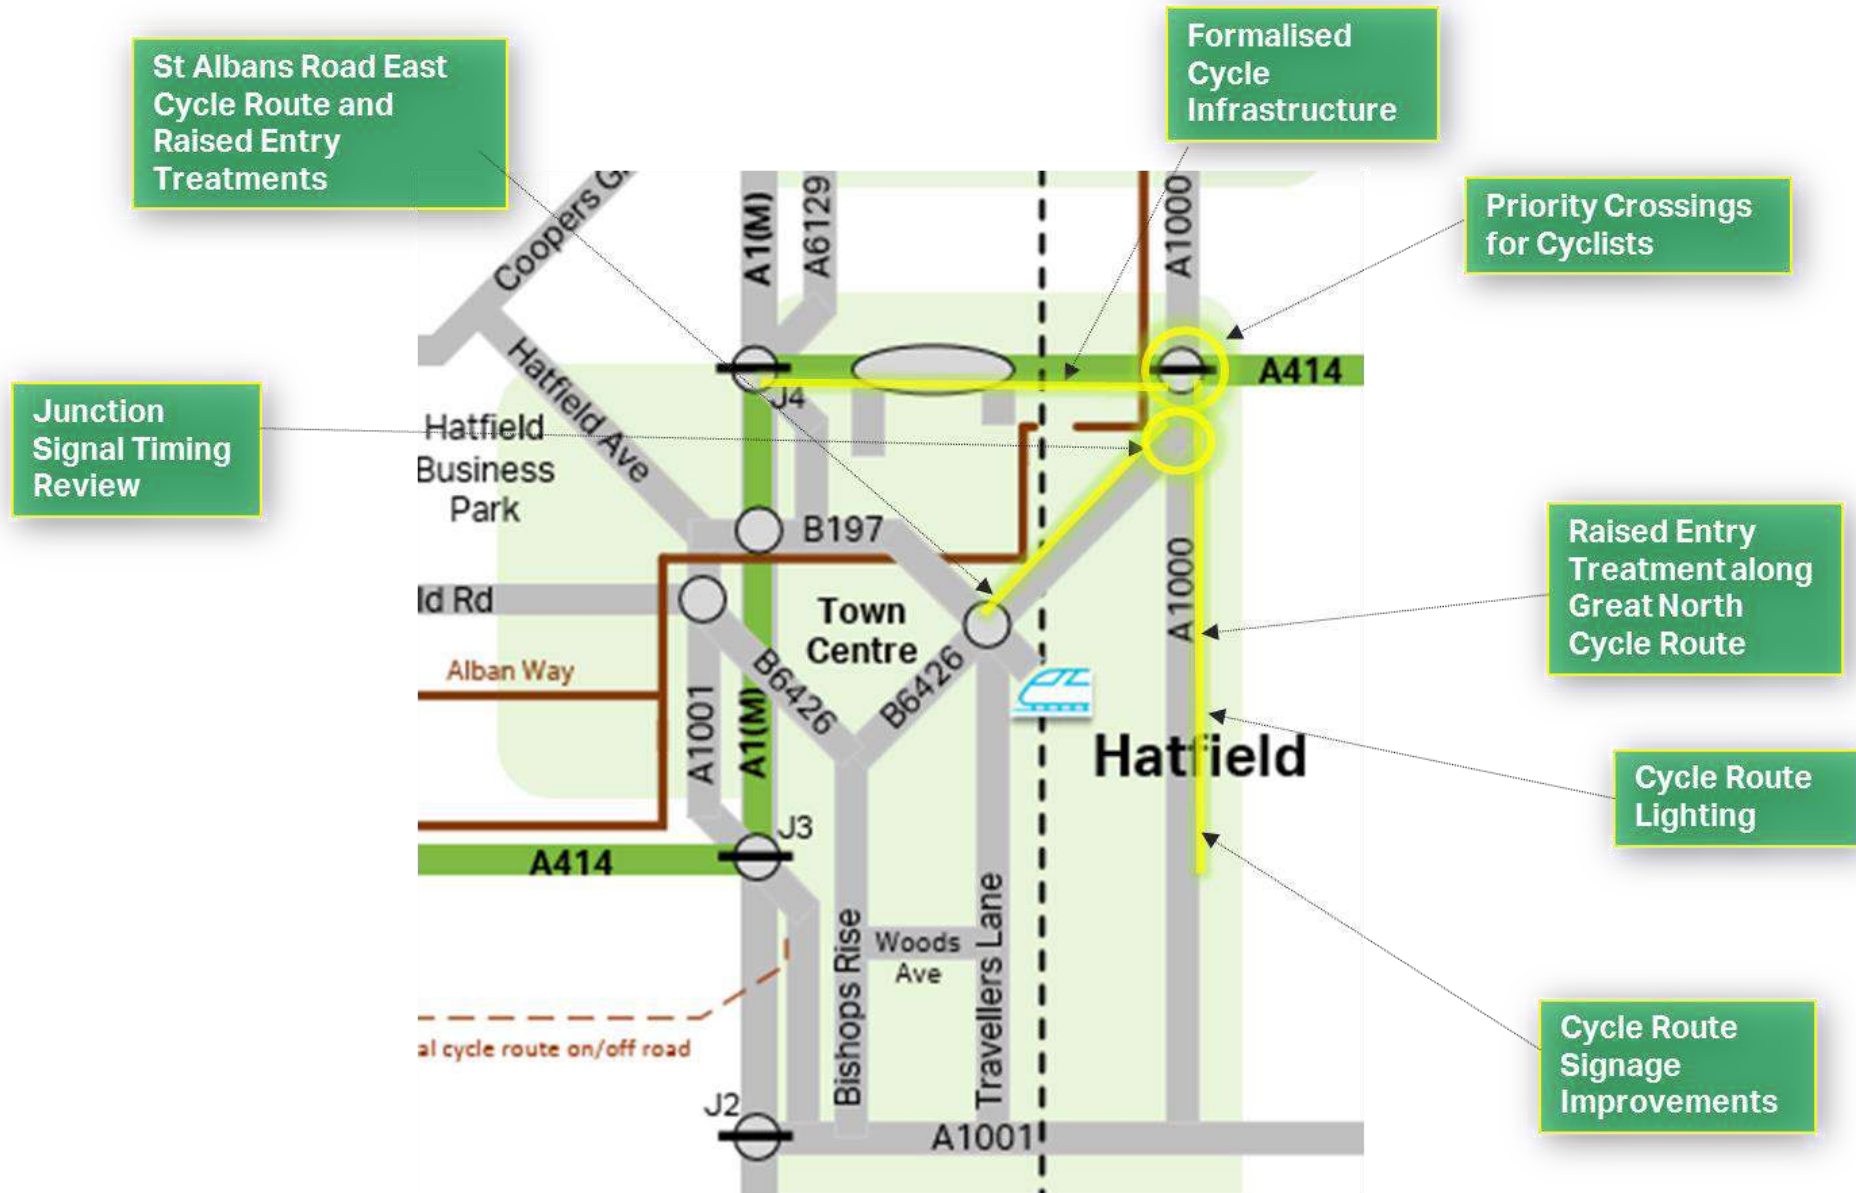 St Albans Road East
Cycle Route and
Raised Entry
Treatments
Formalised
Cycle
Infrastructure
Priority Crossings
for Cyclists
Junction
Signal Timing
Review
Raised Entry
Treatment along
Great North
Cycle Route
Cycle Route
Lighting
Cycle Route
Signage
Improvements
Coopers
A1(M)
A6129
A1000
Hatfield Ave
J4
A414
Hatfield
Business
Park
B197
A1000
ld Rd
Town
Centre
Alban Way
B6426
B6426
A1001
A1(M)
Hatfield
J3
A414
Bishops Rise
Woods
Ave
Travellers Lane
al cycle route on/off road
J2
A1001